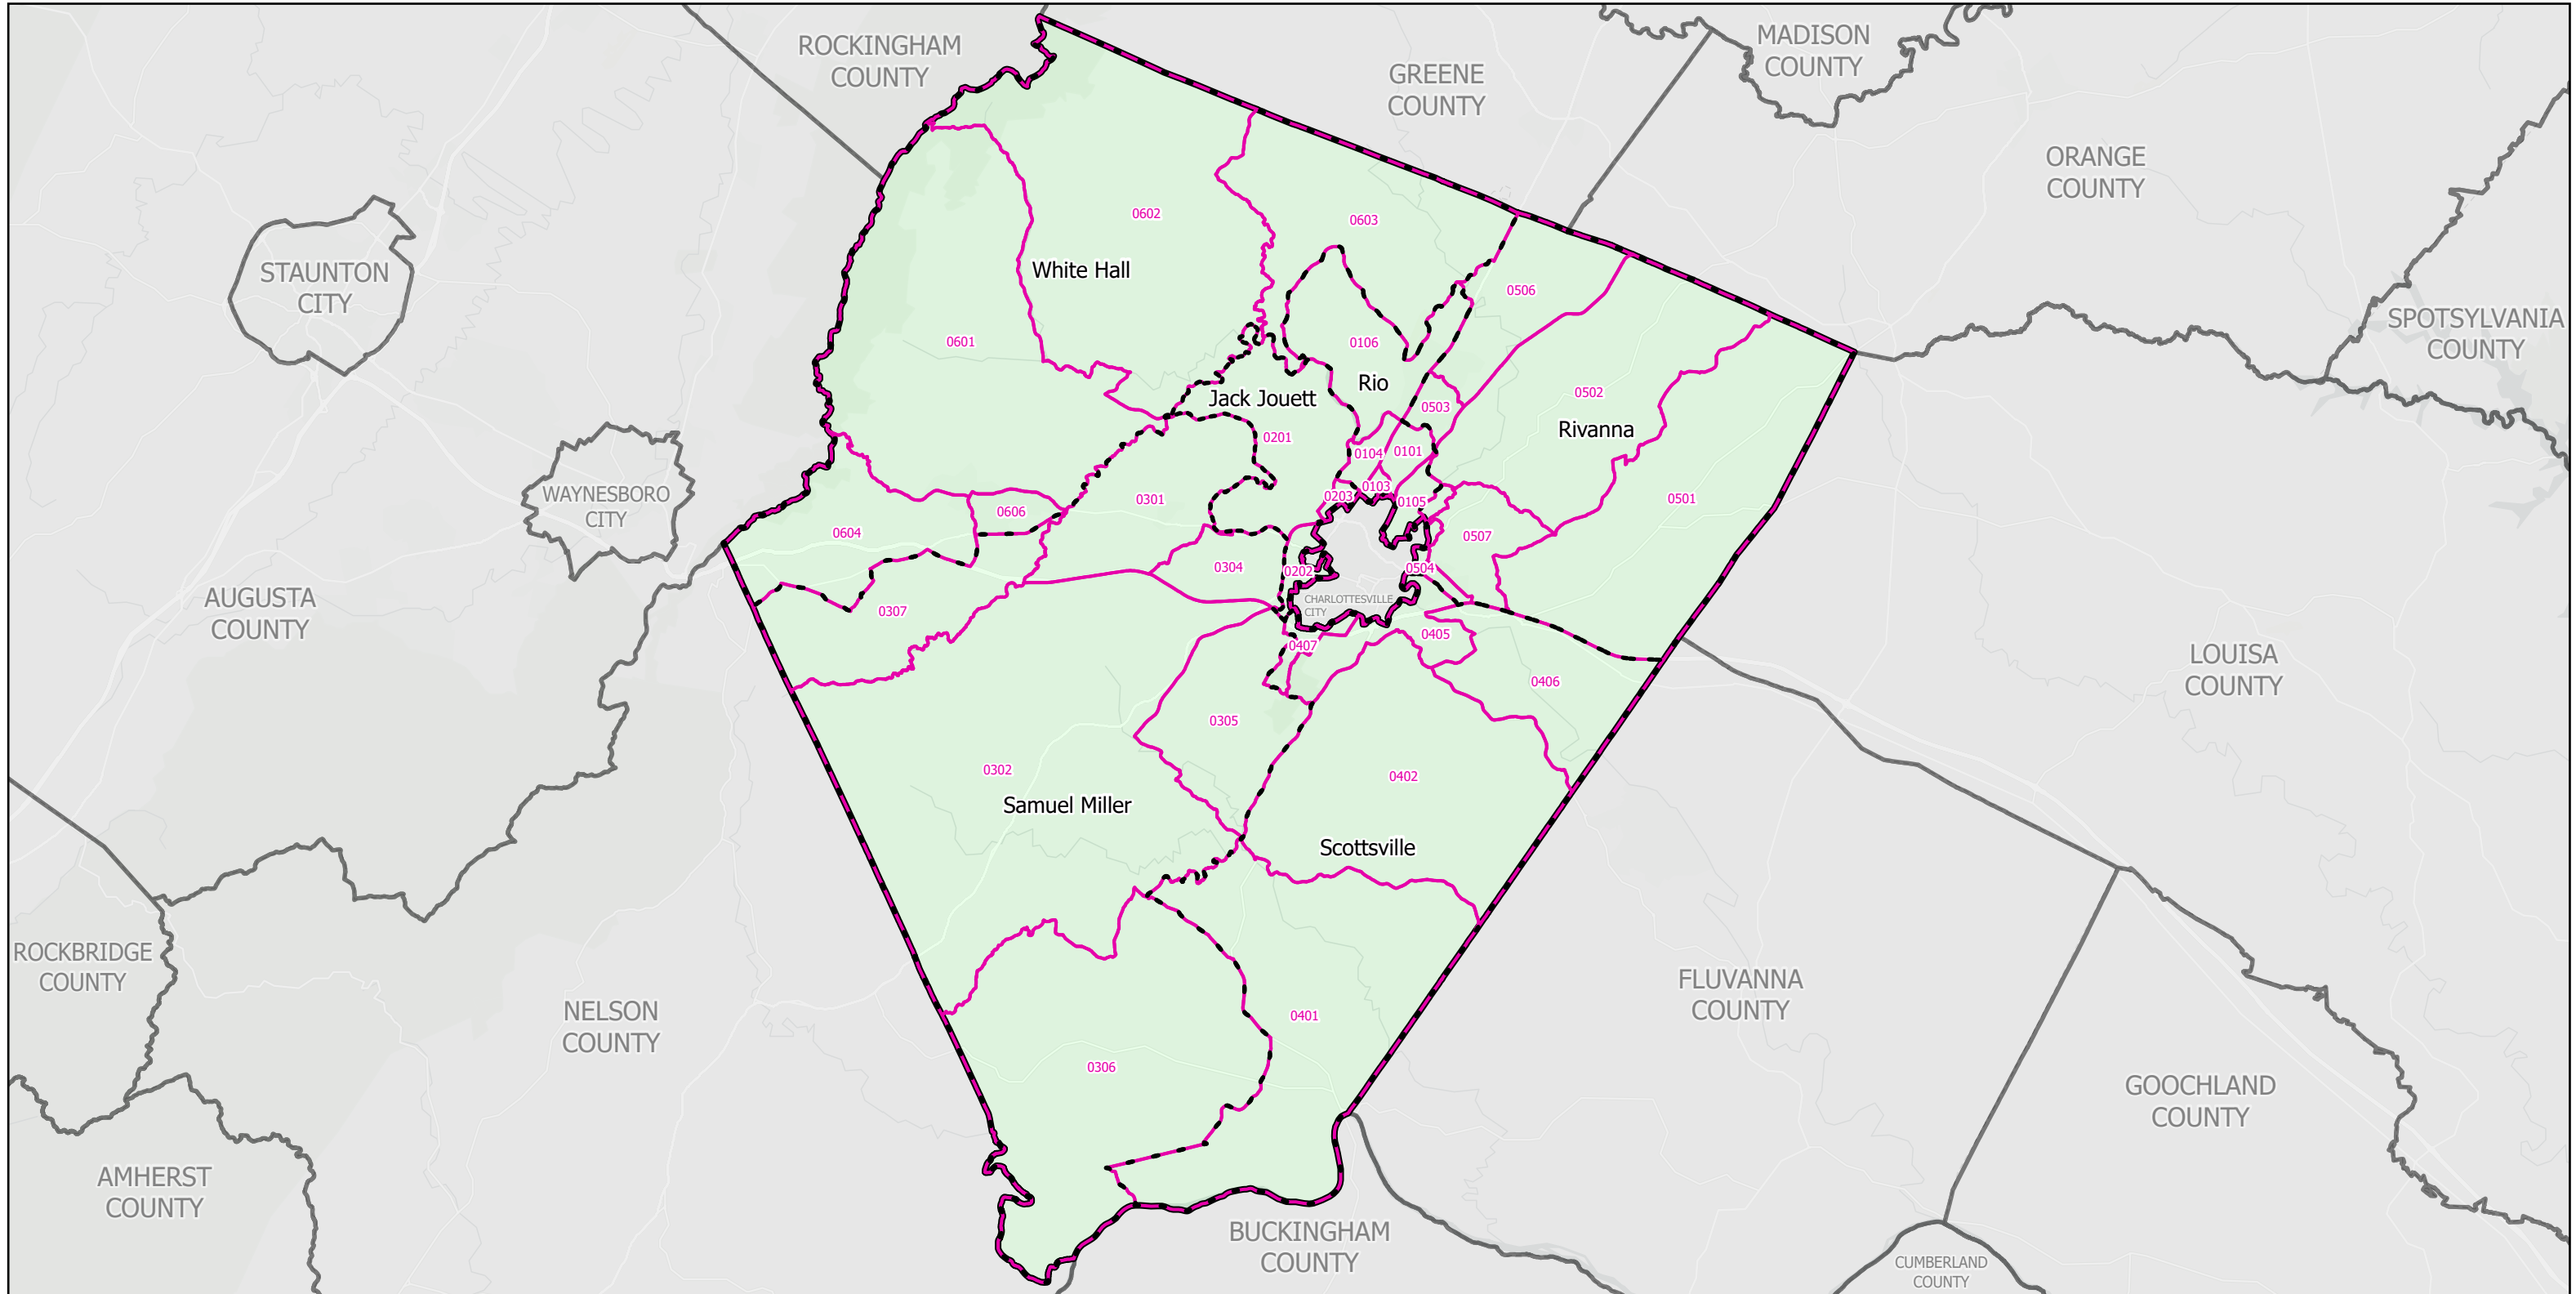 MADISON
COUNTY
ROCKINGHAM
COUNTY
GREENE
COUNTY
ORANGE
COUNTY
0602
0603
White Hall
STAUNTON
CITY
0506
SPOTSYLVANIA
COUNTY
0601
0106
Rio
Jack Jouett
0502
0503
Rivanna
0201
0104
0101
WAYNESBORO
CITY
0103
0203
0105
0301
0501
0606
0604
0507
0304
0202
0504
CHARLOTTESVILLE
CITY
AUGUSTA
COUNTY
0307
0405
0407
LOUISA
COUNTY
0406
0305
0302
0402
Samuel Miller
Scottsville
ROCKBRIDGE
COUNTY
FLUVANNA
COUNTY
NELSON
COUNTY
0401
0306
GOOCHLAND
COUNTY
AMHERST
COUNTY
BUCKINGHAM
COUNTY
CUMBERLAND
COUNTY